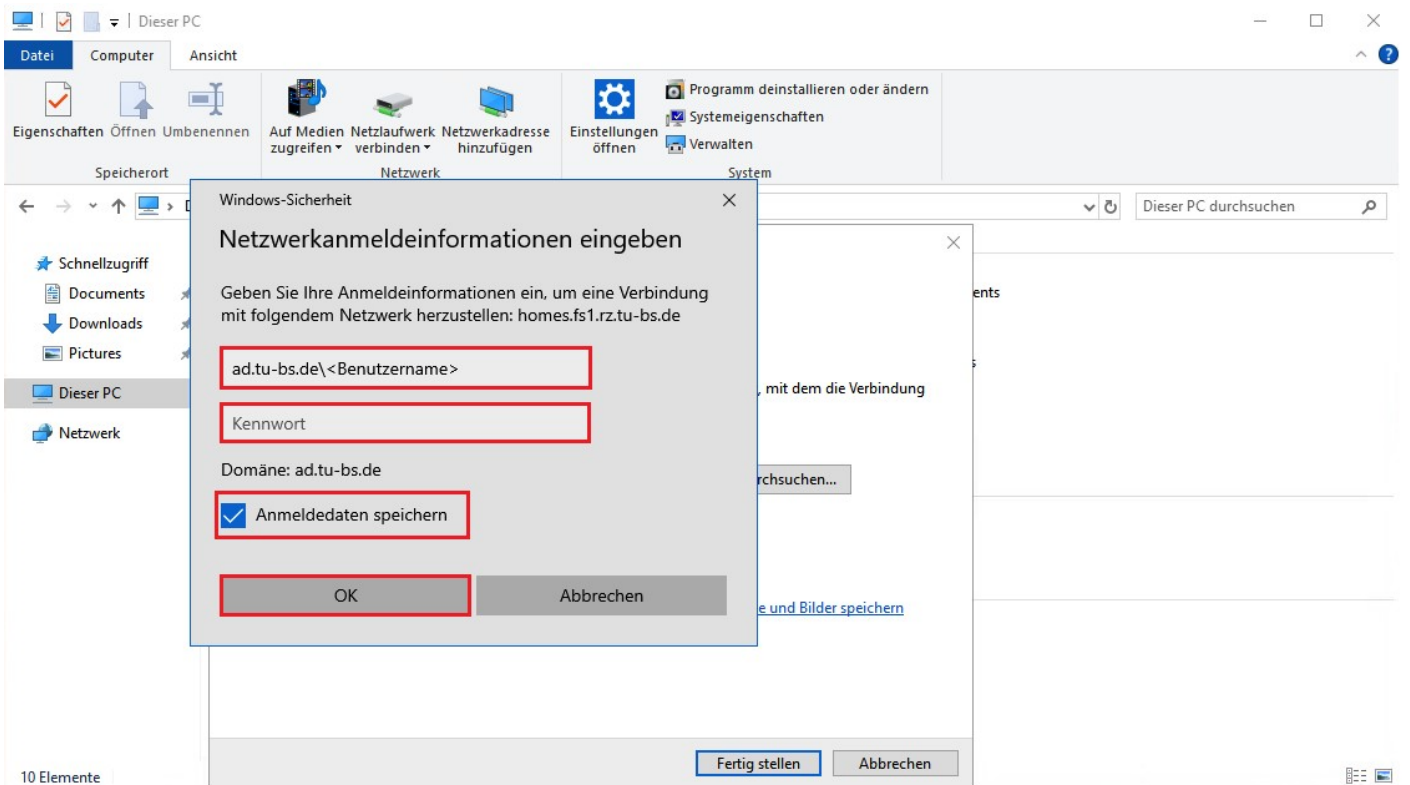 Dieser PC
Datei Computer Ansicht
Eigenschaften Öffnen Umbenennen
Auf Medien zugreifen
Netzlaufwerk verbinden
Netzwerkadresse hinzufügen
Einstellungen öffnen
Programm deinstallieren oder ändern
Systemeigenschaften
Verwalten
Speicherort Netzwerk System
Dieser PC durchsuchen
Schnellzugriff
Documents
Downloads
Pictures
Dieser PC
Netzwerk
Windows-Sicherheit
Netzwerkanmeldeinformationen eingeben
Geben Sie Ihre Anmeldeinformationen ein, um eine Verbindung
mit folgendem Netzwerk herzustellen: homes.fs1.rz.tu-bs.de
ad.tu-bs.de\<Benutzername>
Kennwort
Domäne: ad.tu-bs.de
Anmeldedaten speichern
OK Abbrechen
ents
, mit dem die Verbindung
rchsuchen...
e und Bilder speichern
Fertig stellen Abbrechen
10 Elemente